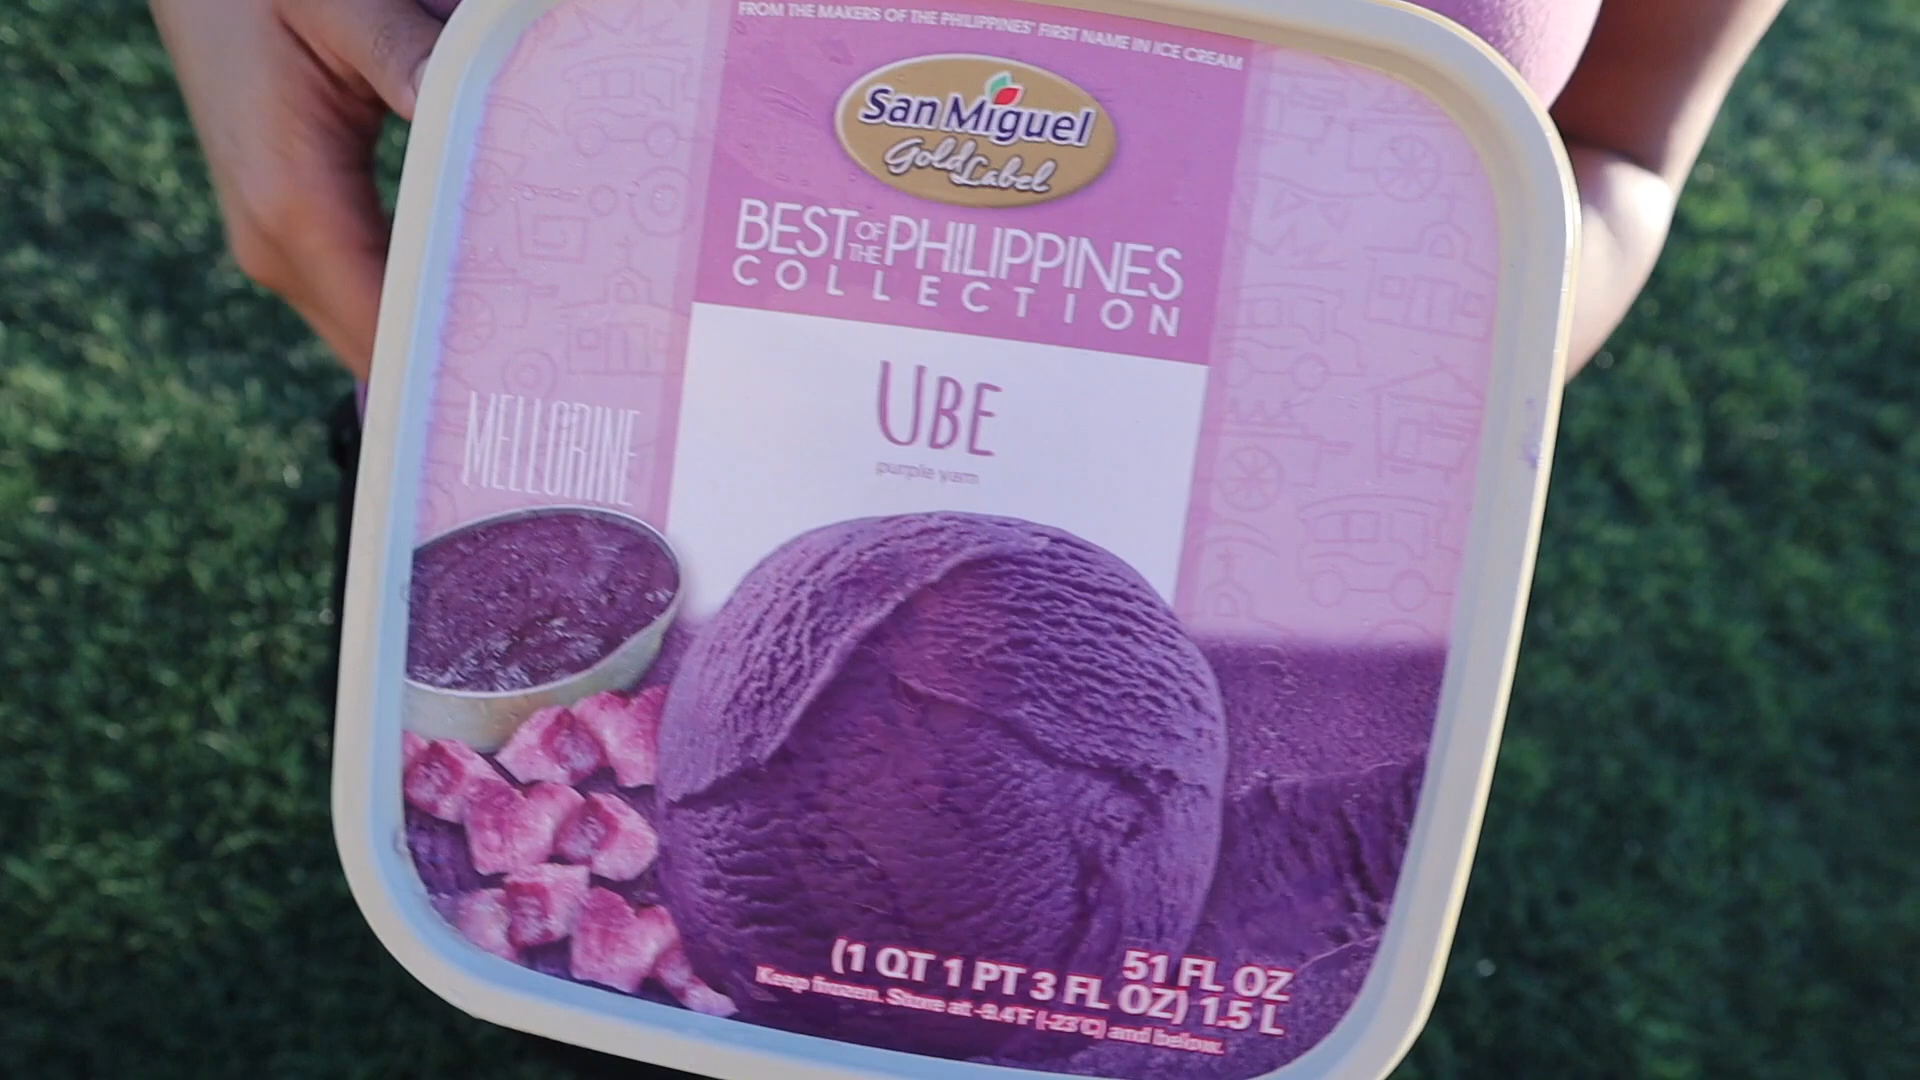 FROM THE MAKERS OF THE PHILIPPINES' FIRST NAME IN ICE CREAM
San Miguel
Gold Label
BEST OF THE PHILIPPINES
COLLECTION
UBE
purple yam
MELLORINE
51 FL OZ
(1 QT 1 PT 3 FL OZ) 1.5 L
Keep frozen. Store at -9.4°F (-23°C) and below.